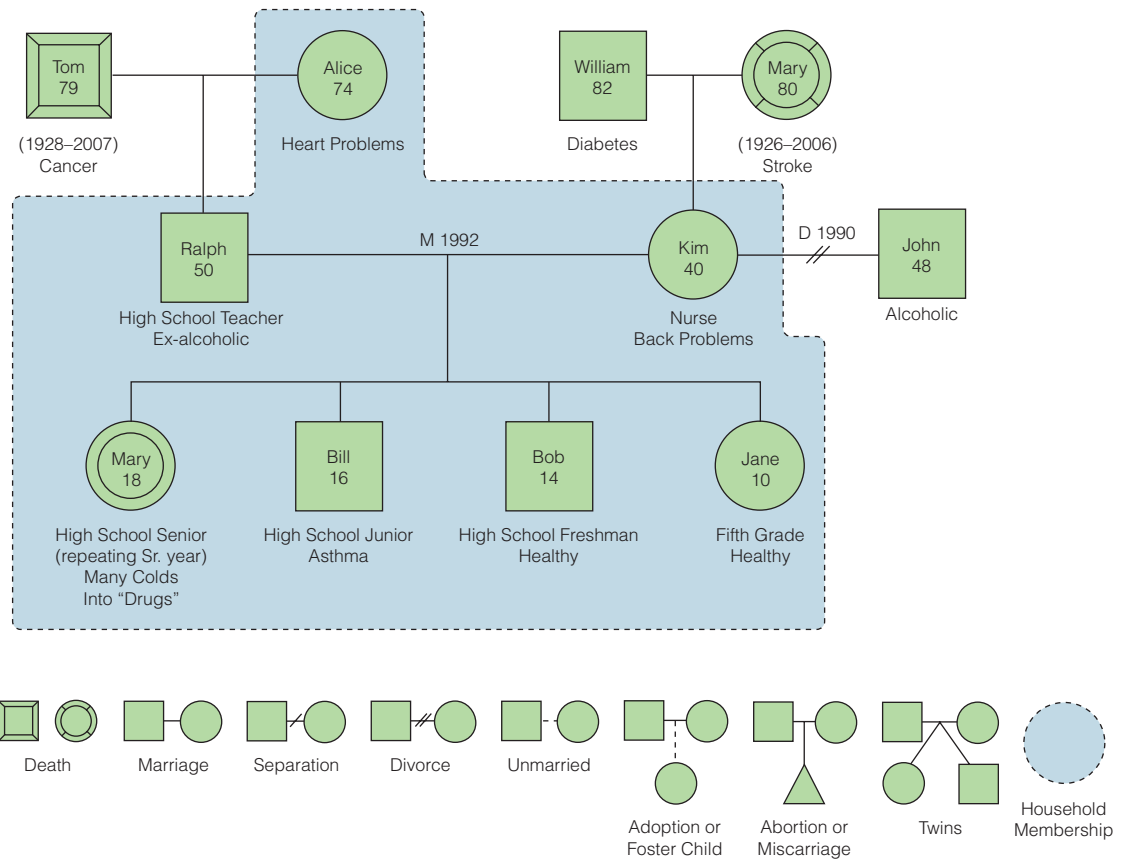 Tom
79
(1928–2007)
Cancer
Alice
74
Heart Problems
William
82
Diabetes
Mary
80
(1926–2006)
Stroke
Ralph
50
High School Teacher
Ex-alcoholic
M 1992
Kim
40
Nurse
Back Problems
D 1990
John
48
Alcoholic
Mary
18
High School Senior
(repeating Sr. year)
Many Colds
Into “Drugs”
Bill
16
High School Junior
Asthma
Bob
14
High School Freshman
Healthy
Jane
10
Fifth Grade
Healthy
Death
Marriage
Separation
Divorce
Unmarried
Adoption or
Foster Child
Abortion or
Miscarriage
Twins
Household
Membership